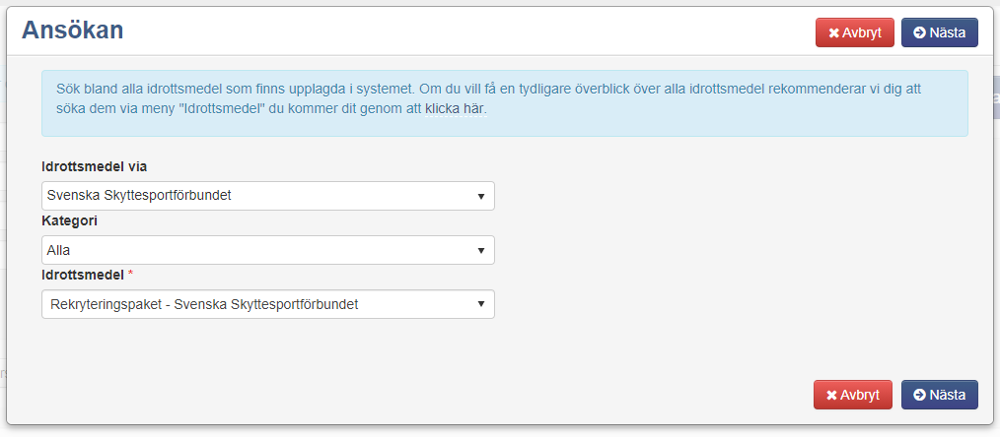 Ansökan
Avbryt
Nästa
Sök bland alla idrottsmedel som finns upplagda i systemet. Om du vill få en tydligare överblick över alla idrottsmedel rekommenderar vi dig att
söka dem via meny "Idrottsmedel" du kommer dit genom att klicka här.
Idrottsmedel via
Svenska Skyttesportförbundet
Kategori
Alla
Idrottsmedel *
Rekryteringspaket - Svenska Skyttesportförbundet
Avbryt
Nästa